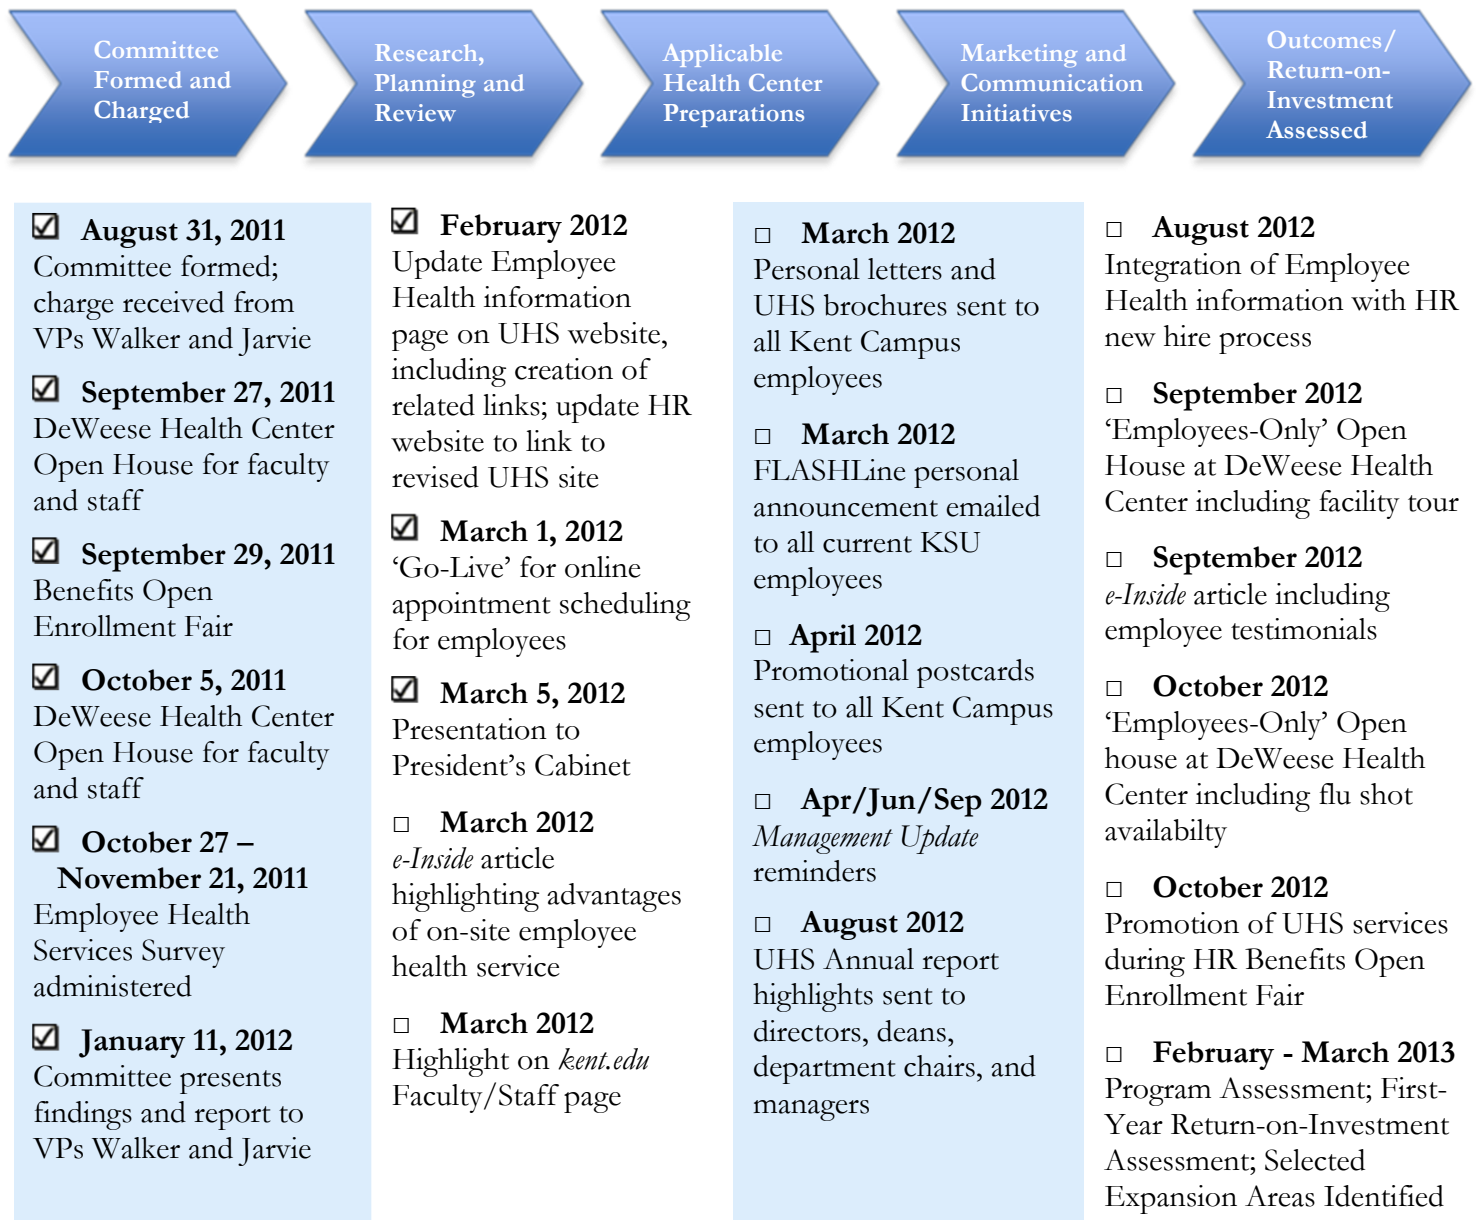 Committee
Formed and
Charged
Research,
Planning and
Review
Applicable
Health Center
Preparations
Marketing and
Communication
Initiatives
Outcomes/
Return-on-
Investment
Assessed
☑ August 31, 2011
Committee formed;
charge received from
VPs Walker and Jarvie
☑ September 27, 2011
DeWeese Health Center
Open House for faculty
and staff
☑ September 29, 2011
Benefits Open
Enrollment Fair
☑ October 5, 2011
DeWeese Health Center
Open House for faculty
and staff
☑ October 27 –
November 21, 2011
Employee Health
Services Survey
administered
☑ January 11, 2012
Committee presents
findings and report to
VPs Walker and Jarvie
☑ February 2012
Update Employee
Health information
page on UHS website,
including creation of
related links; update HR
website to link to
revised UHS site
☑ March 1, 2012
‘Go-Live’ for online
appointment scheduling
for employees
☑ March 5, 2012
Presentation to
President’s Cabinet
□ March 2012
e-Inside article
highlighting advantages
of on-site employee
health service
□ March 2012
Highlight on kent.edu
Faculty/Staff page
□ March 2012
Personal letters and
UHS brochures sent to
all Kent Campus
employees
□ March 2012
FLASHLine personal
announcement emailed
to all current KSU
employees
□ April 2012
Promotional postcards
sent to all Kent Campus
employees
□ Apr/Jun/Sep 2012
Management Update
reminders
□ August 2012
UHS Annual report
highlights sent to
directors, deans,
department chairs, and
managers
□ August 2012
Integration of Employee
Health information with HR
new hire process
□ September 2012
‘Employees-Only’ Open
House at DeWeese Health
Center including facility tour
□ September 2012
e-Inside article including
employee testimonials
□ October 2012
‘Employees-Only’ Open
house at DeWeese Health
Center including flu shot
availabilty
□ October 2012
Promotion of UHS services
during HR Benefits Open
Enrollment Fair
□ February - March 2013
Program Assessment; First-
Year Return-on-Investment
Assessment; Selected
Expansion Areas Identified